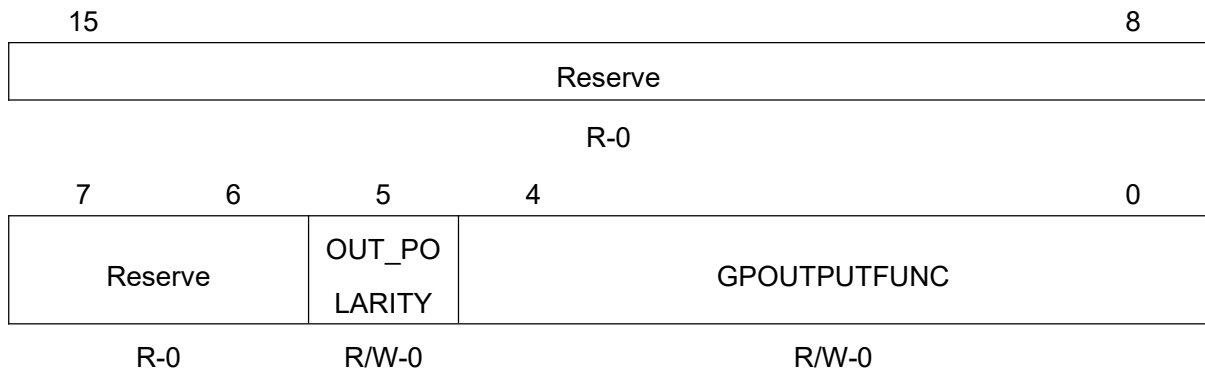 15 8
Reserve
R-0
7 6 5 4 0
Reserve OUT_PO
LARITY GPOUTPUTFUNC
R-0 R/W-0 R/W-0